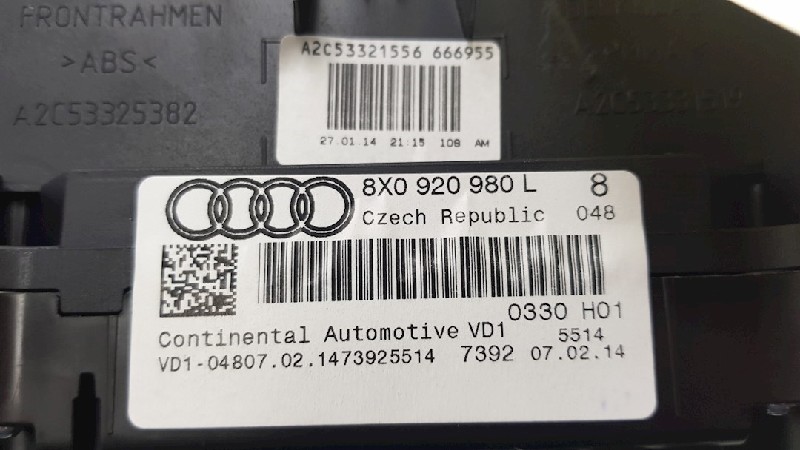 FRONTRAHMEN
>ABS<
A2C53325382
A2C53321556 666955
27.01.14 21:15 108 AM
8X0 920 980 L 8
Czech Republic 048
0330 H01
Continental Automotive VD1 5514
VD1-04807.02.1473925514 7392 07.02.14